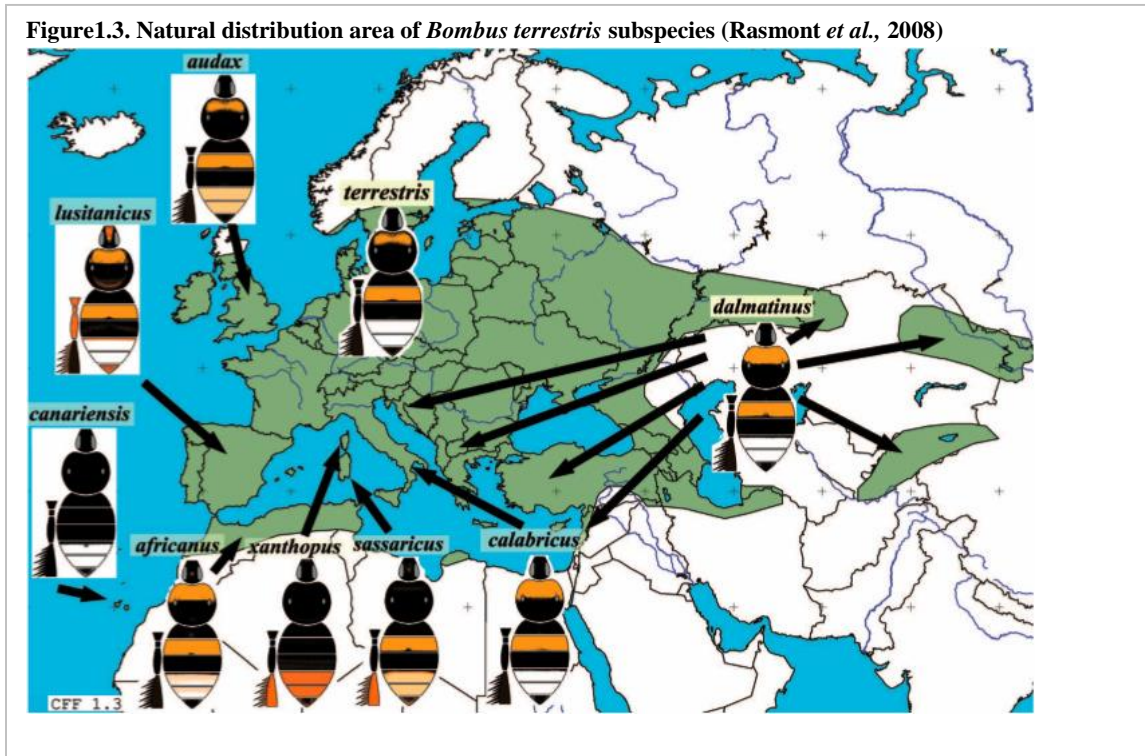 Figure1.3. Natural distribution area of Bombus terrestris subspecies (Rasmont et al., 2008)
audax
terrestris
lusitanicus
dalmatinus
canariensis
africanus
xanthopus
sassaricus
calabricus
CFF 1.3